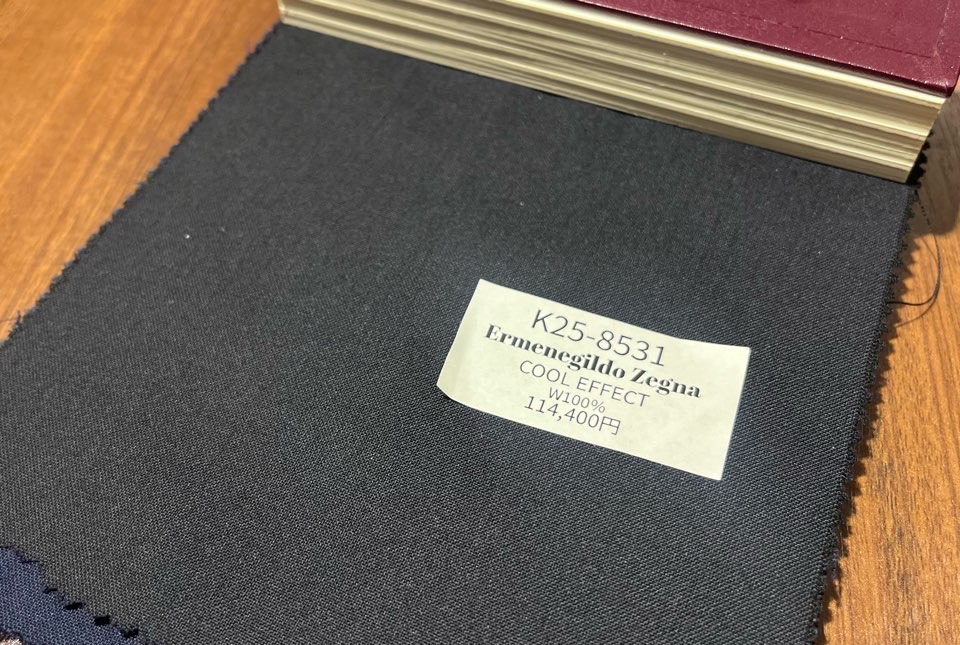 K25-8531
Ermenegildo Zegna
COOL EFFECT
W100%
114,400円